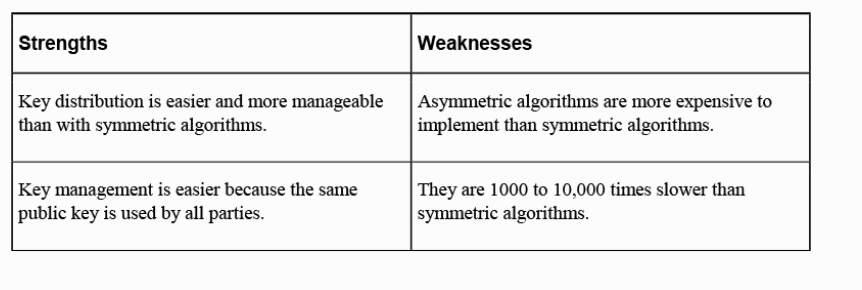 Strengths
Weaknesses
Key distribution is easier and more manageable
than with symmetric algorithms.
Asymmetric algorithms are more expensive to
implement than symmetric algorithms.
Key management is easier because the same
public key is used by all parties.
They are 1000 to 10,000 times slower than
symmetric algorithms.